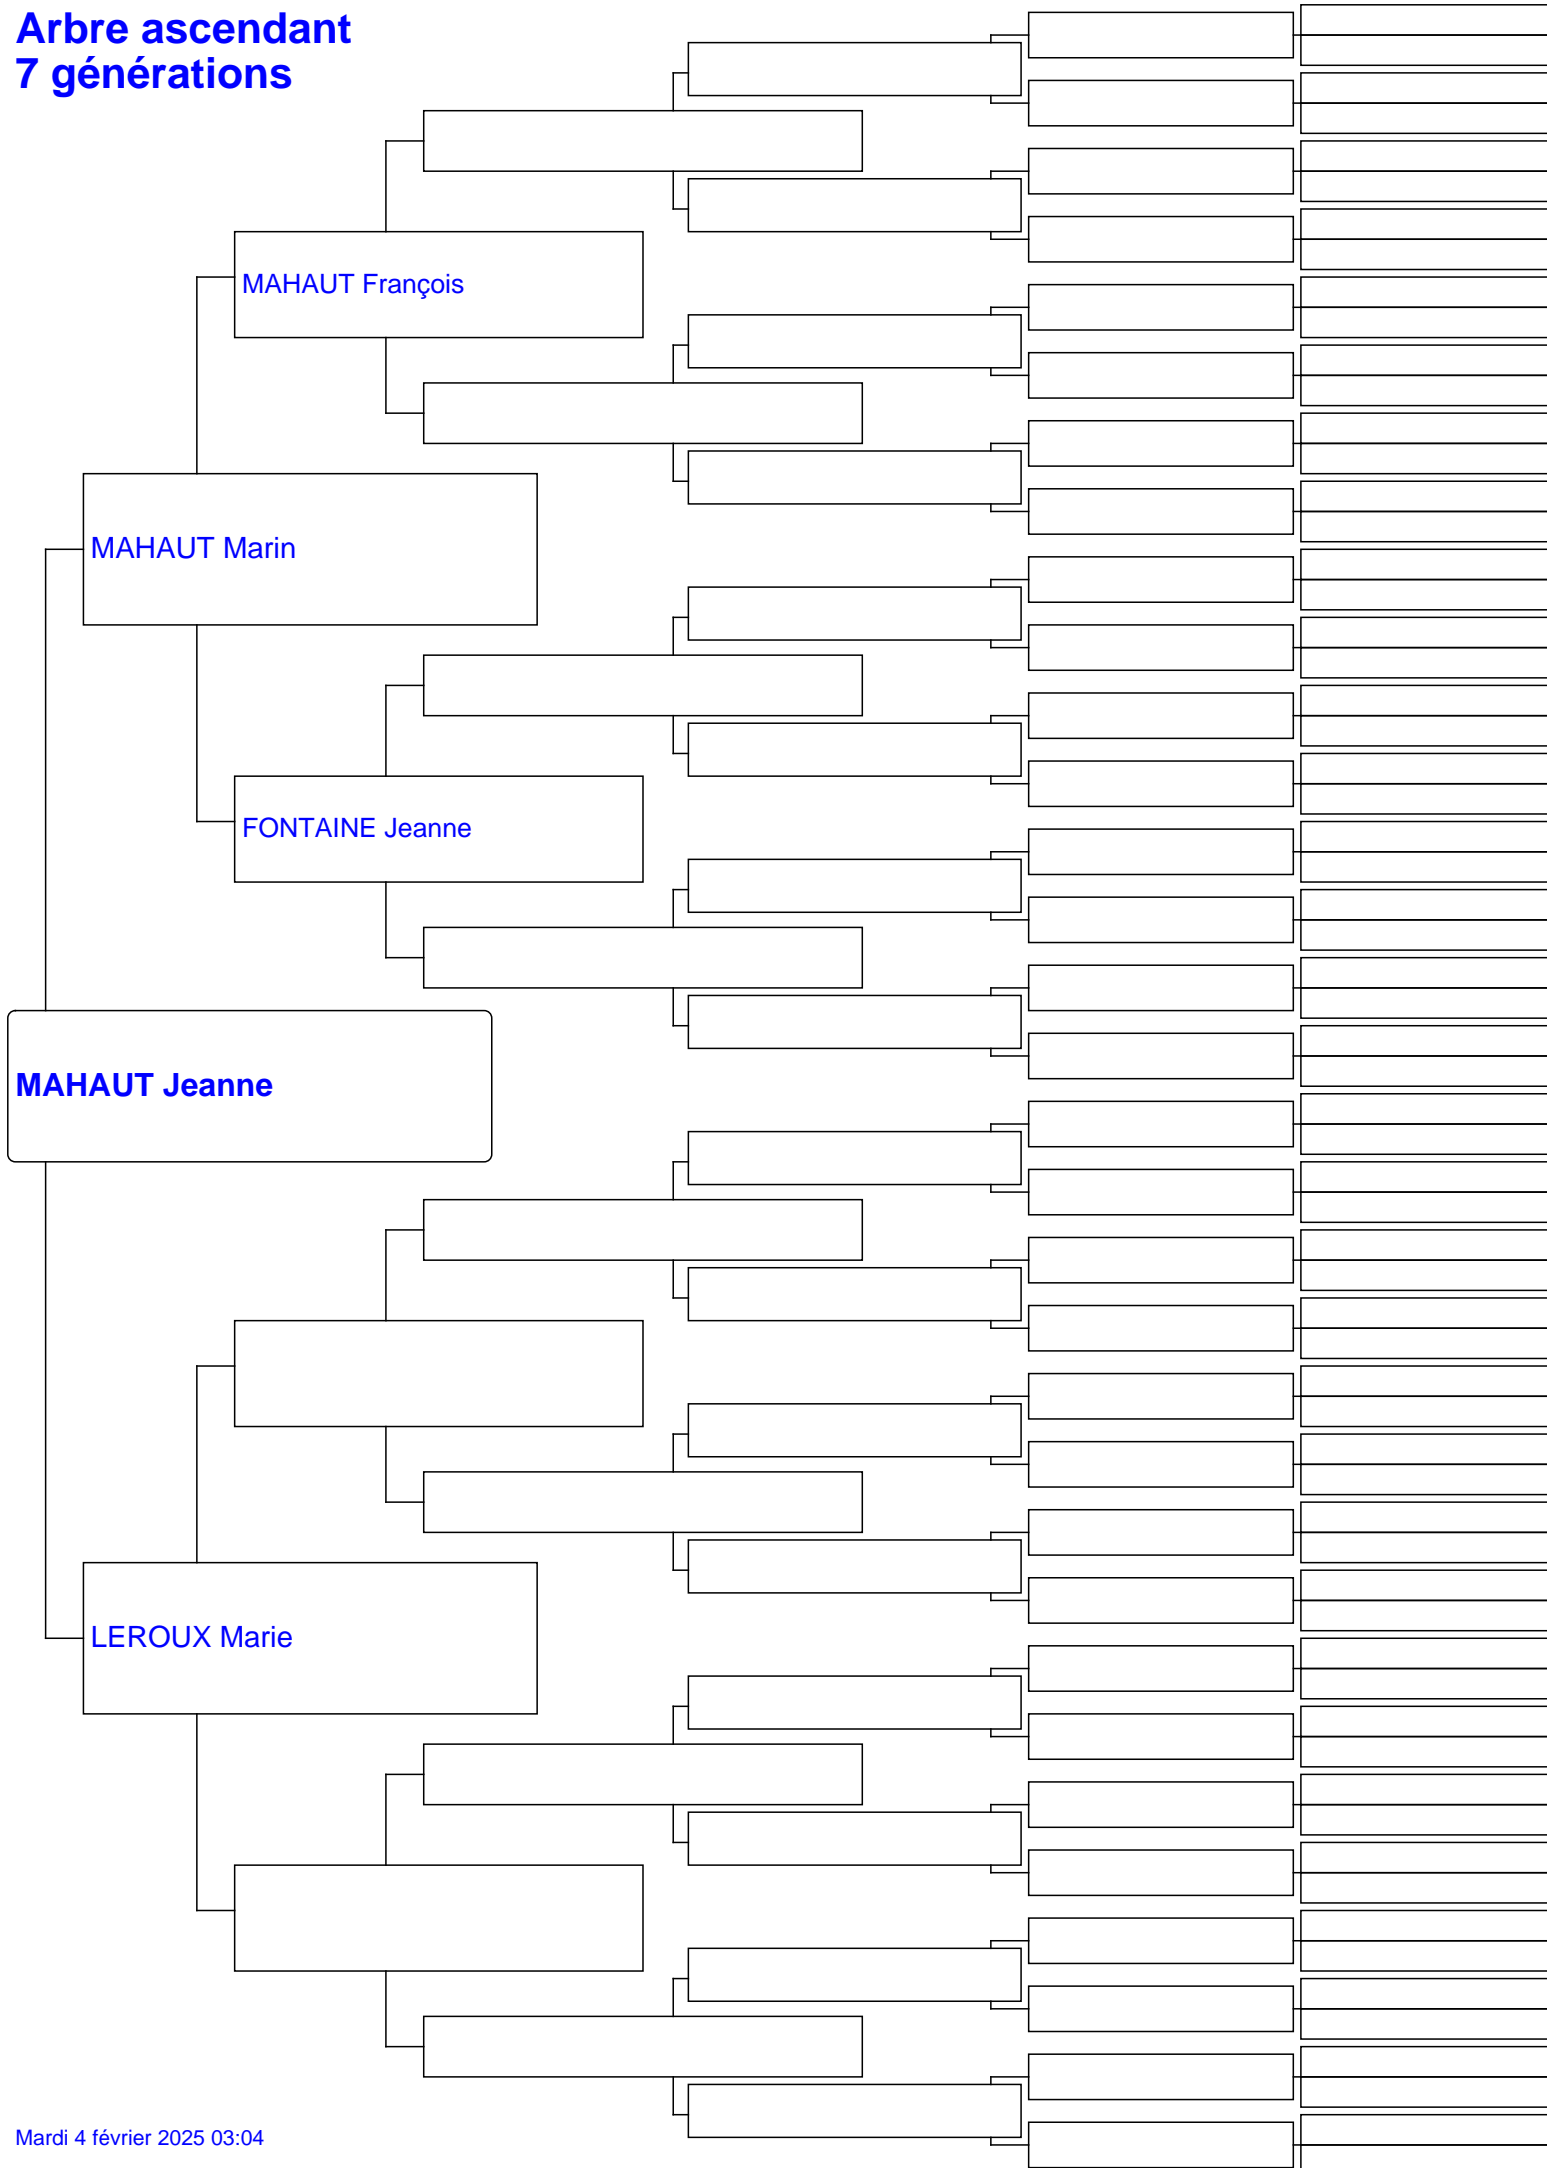 Arbre ascendant
7 générations
MAHAUT François
MAHAUT Marin
FONTAINE Jeanne
MAHAUT Jeanne
LEROUX Marie
Mardi 4 février 2025 03:04